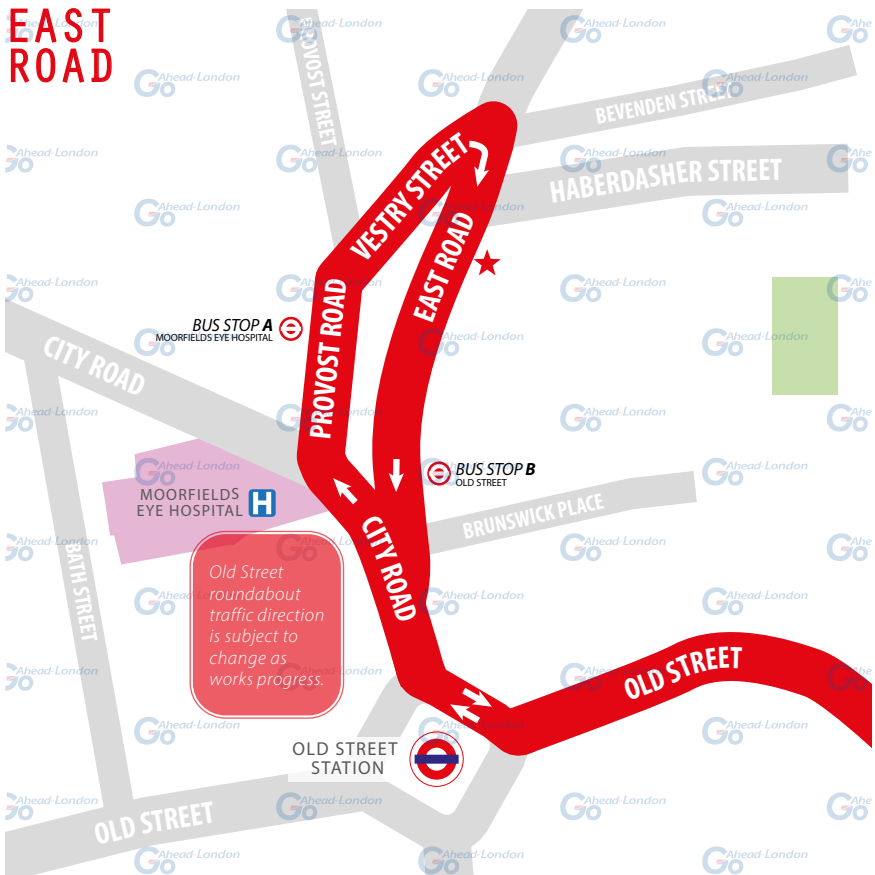 EAST
ROAD
PROVOST STREET
BEVENDEN STREET
HABERDASHER STREET
VESTRY STREET
EAST ROAD
PROVOST ROAD
BUS STOP A
MOORFIELDS EYE HOSPITAL
CITY ROAD
BUS STOP B
OLD STREET
MOORFIELDS
EYE HOSPITAL H
BRUNSWICK PLACE
CITY ROAD
BATH STREET
Old Street
roundabout
traffic direction
is subject to
change as
works progress.
OLD STREET
OLD STREET
STATION
OLD STREET
Go Ahead-London